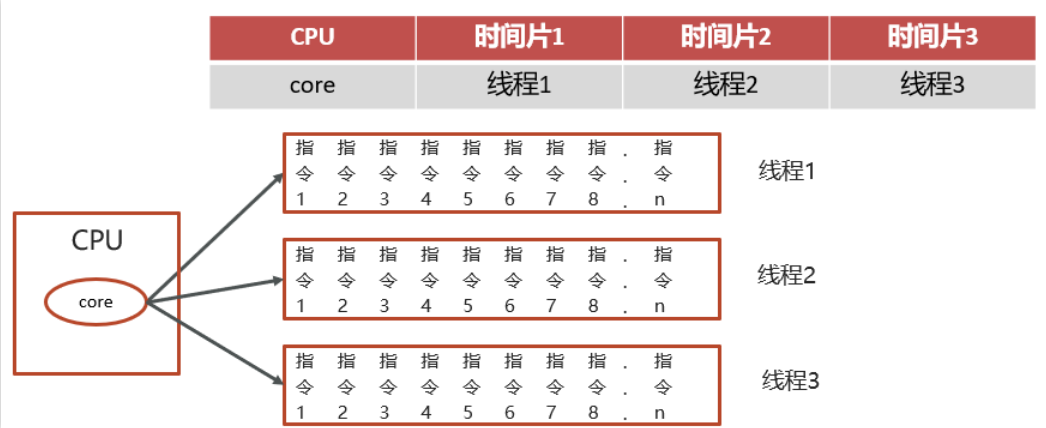 CPU 时间片1 时间片2 时间片3
core 线程1 线程2 线程3
指 指 指 指 指 指 指 指 . 指
令 令 令 令 令 令 令 令 . 令
1 2 3 4 5 6 7 8 . n
线程1
CPU
core
指 指 指 指 指 指 指 指 . 指
令 令 令 令 令 令 令 令 . 令
1 2 3 4 5 6 7 8 . n
线程2
指 指 指 指 指 指 指 指 . 指
令 令 令 令 令 令 令 令 . 令
1 2 3 4 5 6 7 8 . n
线程3